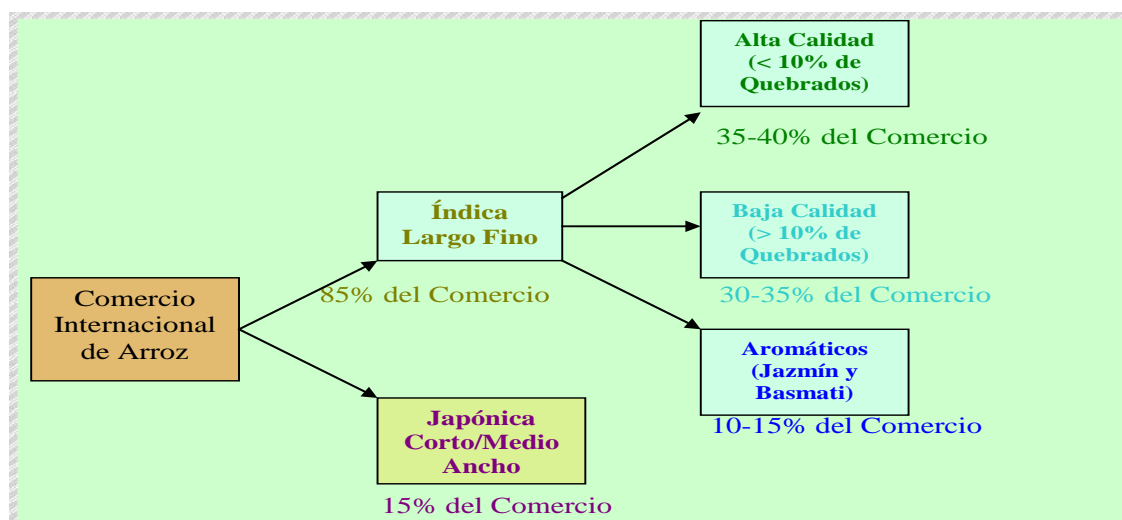 Comercio
Internacional
de Arroz
Índica
Largo Fino
85% del Comercio
Japónica
Corto/Medio
Ancho
15% del Comercio
Alta Calidad
(< 10% de
Quebrados)
35-40% del Comercio
Baja Calidad
(> 10% de
Quebrados)
30-35% del Comercio
Aromáticos
(Jazmín y
Basmati)
10-15% del Comercio